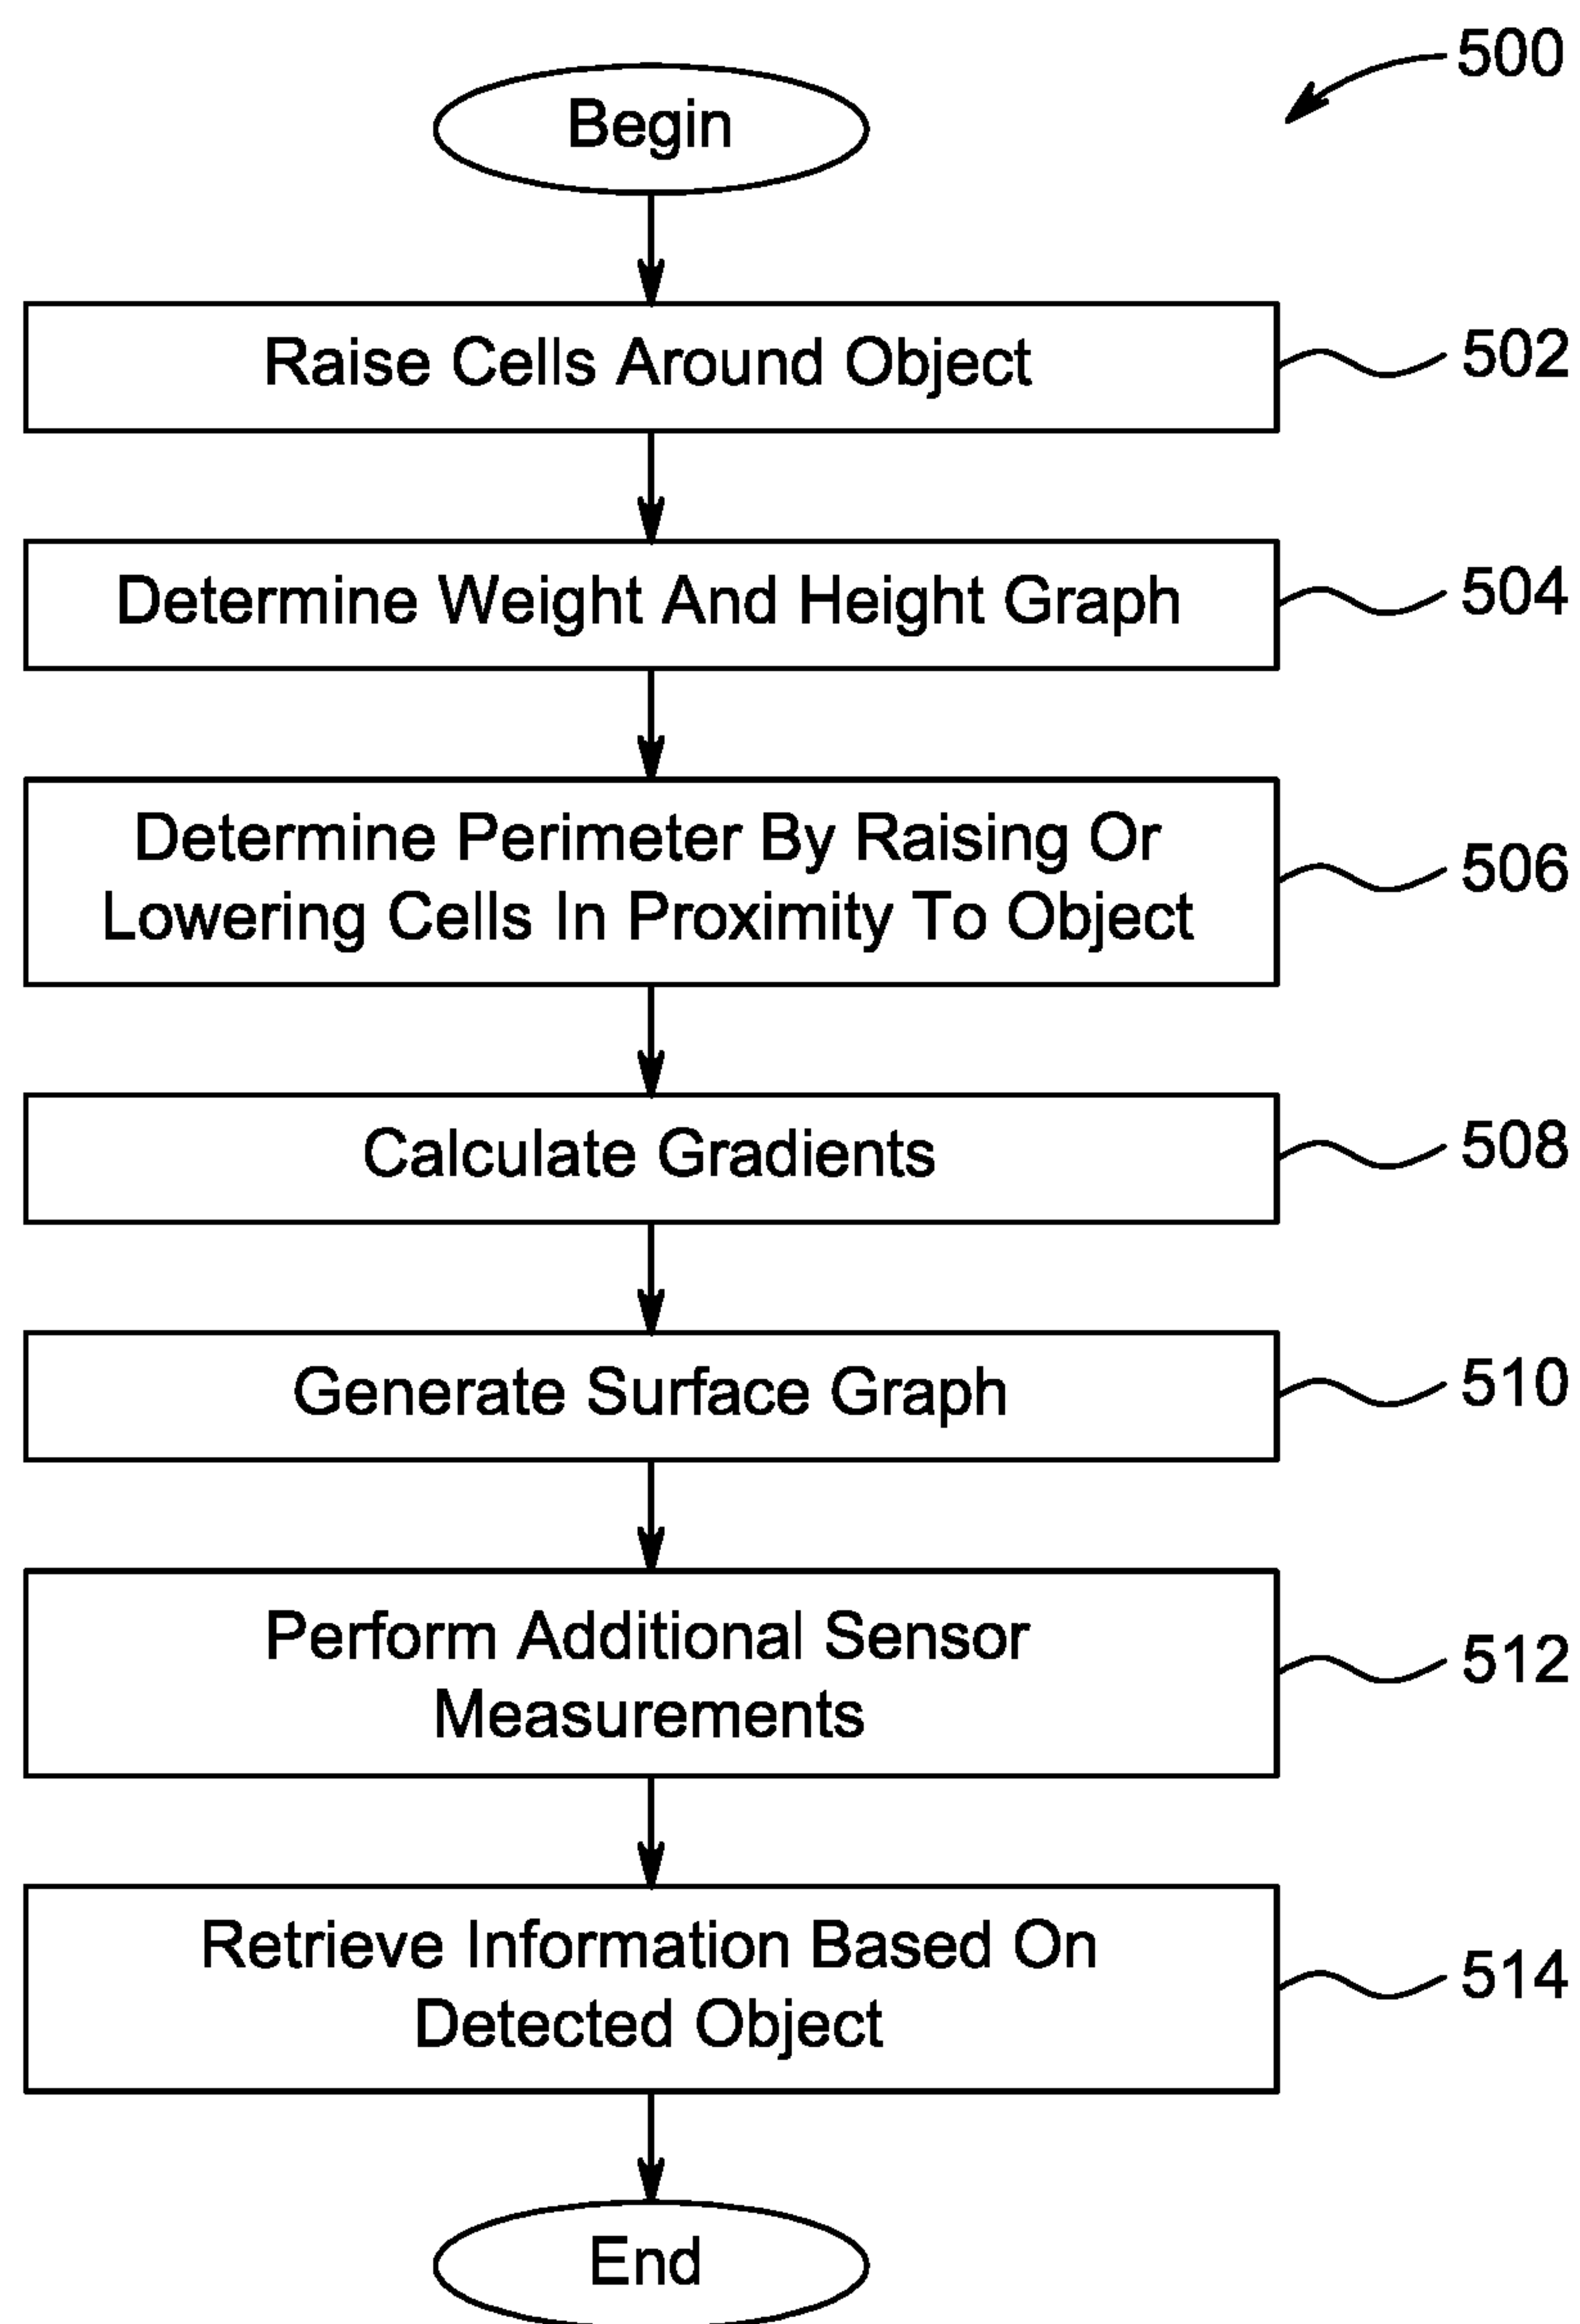 500
Begin
Raise Cells Around Object
502
Determine Weight And Height Graph
504
Determine Perimeter By Raising Or
Lowering Cells In Proximity To Object
506
Calculate Gradients
508
Generate Surface Graph
510
Perform Additional Sensor
Measurements
512
Retrieve Information Based On
Detected Object
514
End